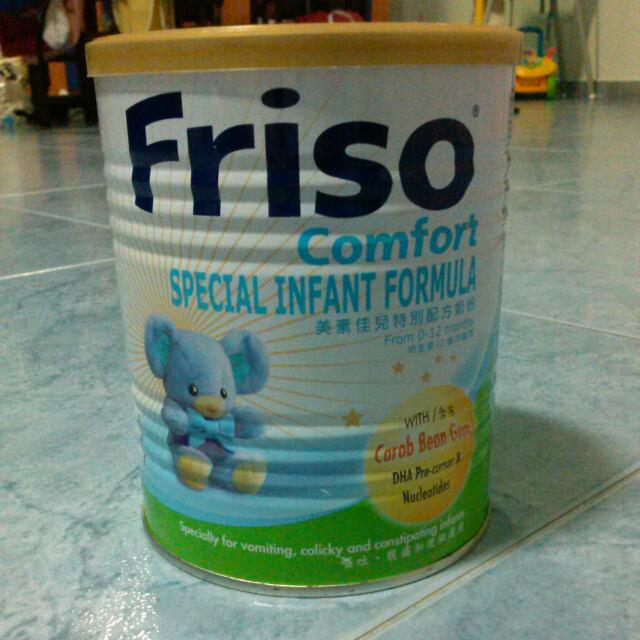 Friso®
Comfort
SPECIAL INFANT FORMULA
美素佳兒特別配方奶粉
From 0-12 months
WITH / 含有
Carob Bean Gum
DHA Pre-cursor &
Nucleotides
Specially for vomiting, colicky and constipating infants